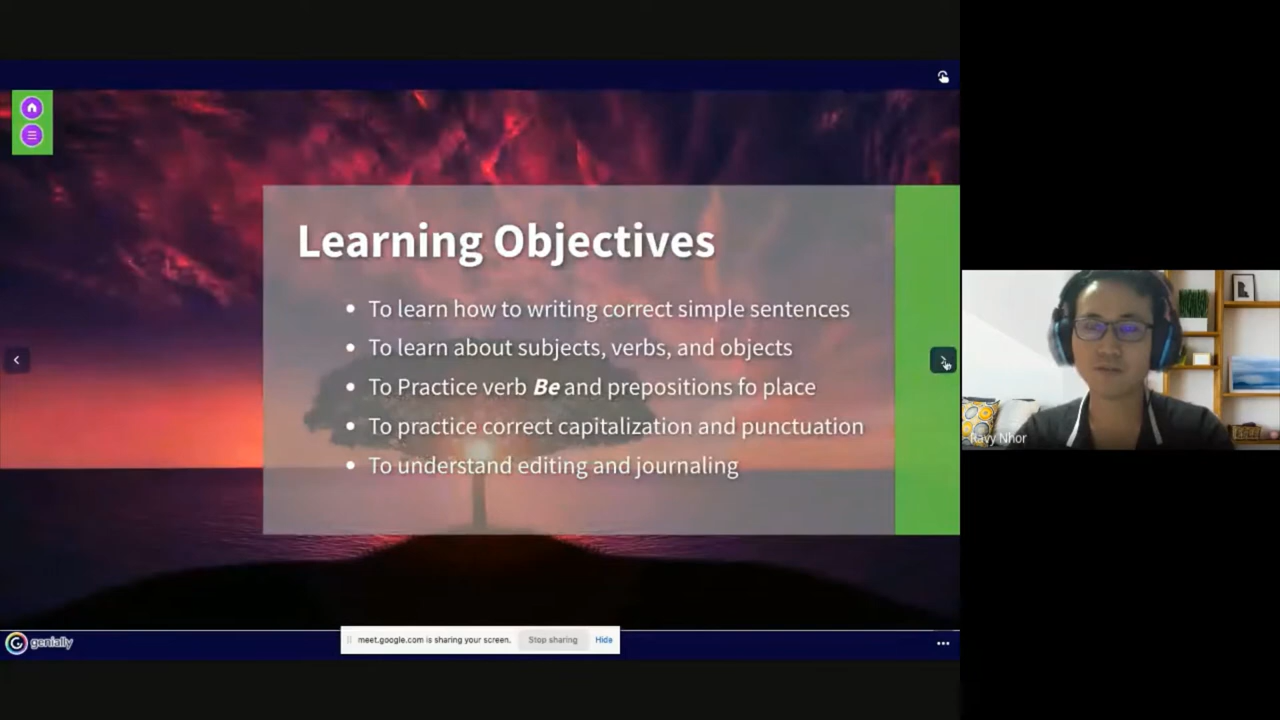 Learning Objectives
To learn how to writing correct simple sentences
To learn about subjects, verbs, and objects
To Practice verb Be and prepositions fo place
To practice correct capitalization and punctuation
To understand editing and journaling
Ravy Nhor
genially
meet.google.com is sharing your screen. Stop sharing Hide